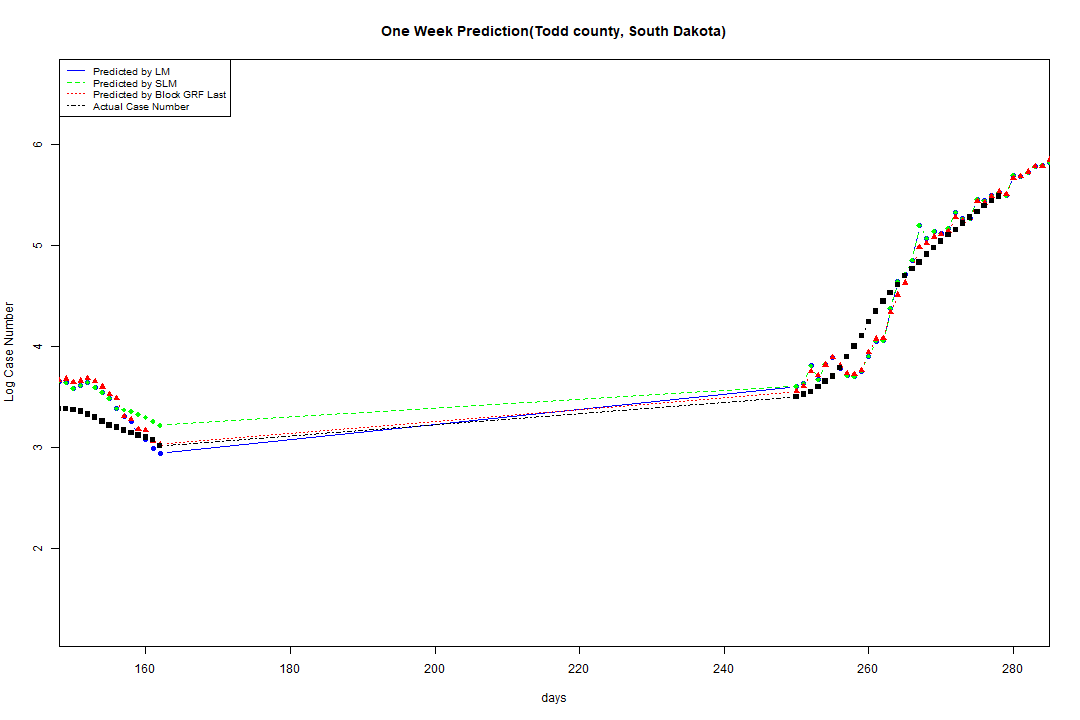 One Week Prediction(Todd county, South Dakota)
Predicted by LM
Predicted by SLM
Predicted by Block GRF Last
Actual Case Number
6
5
4
3
2
Log Case Number
160 180 200 220 240 260 280
days